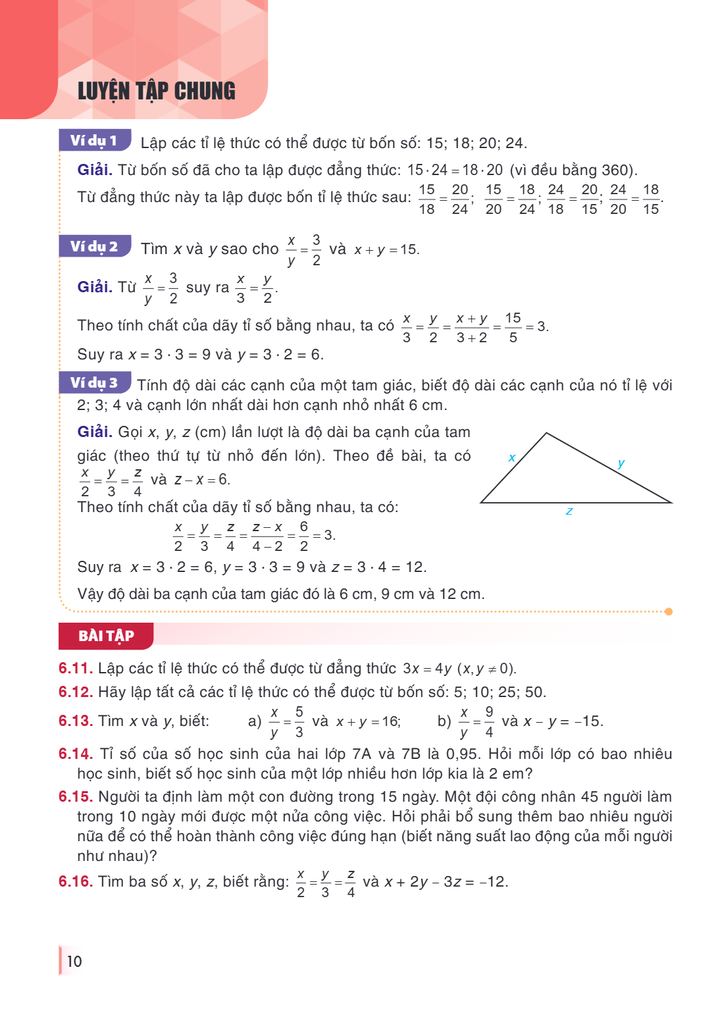 LUYỆN TẬP CHUNG
Ví dụ 1 Lập các tỉ lệ thức có thể được từ bốn số: 15; 18; 20; 24.
Giải. Từ bốn số đã cho ta lập được đẳng thức: 15 · 24 = 18 · 20 (vì đều bằng 360).
Từ đẳng thức này ta lập được bốn tỉ lệ thức sau: 15/18 = 20/24; 15/20 = 18/24; 24/18 = 20/15; 24/20 = 18/15.
Ví dụ 2 Tìm x và y sao cho x/y = 3/2 và x + y = 15.
Giải. Từ x/y = 3/2 suy ra x/3 = y/2.
Theo tính chất của dãy tỉ số bằng nhau, ta có x/3 = y/2 = (x + y)/(3 + 2) = 15/5 = 3.
Suy ra x = 3 · 3 = 9 và y = 3 · 2 = 6.
Ví dụ 3 Tính độ dài các cạnh của một tam giác, biết độ dài các cạnh của nó tỉ lệ với
2; 3; 4 và cạnh lớn nhất dài hơn cạnh nhỏ nhất 6 cm.
Giải. Gọi x, y, z (cm) lần lượt là độ dài ba cạnh của tam
giác (theo thứ tự từ nhỏ đến lớn). Theo đề bài, ta có
x/2 = y/3 = z/4 và z − x = 6.
x
y
z
Theo tính chất của dãy tỉ số bằng nhau, ta có:
x/2 = y/3 = z/4 = (z − x)/(4 − 2) = 6/2 = 3.
Suy ra x = 3 · 2 = 6, y = 3 · 3 = 9 và z = 3 · 4 = 12.
Vậy độ dài ba cạnh của tam giác đó là 6 cm, 9 cm và 12 cm.
BÀI TẬP
6.11. Lập các tỉ lệ thức có thể được từ đẳng thức 3x = 4y (x, y ≠ 0).
6.12. Hãy lập tất cả các tỉ lệ thức có thể được từ bốn số: 5; 10; 25; 50.
6.13. Tìm x và y, biết: a) x/y = 5/3 và x + y = 16; b) x/y = 9/4 và x − y = −15.
6.14. Tỉ số của số học sinh của hai lớp 7A và 7B là 0,95. Hỏi mỗi lớp có bao nhiêu
học sinh, biết số học sinh của một lớp nhiều hơn lớp kia là 2 em?
6.15. Người ta định làm một con đường trong 15 ngày. Một đội công nhân 45 người làm
trong 10 ngày mới được một nửa công việc. Hỏi phải bổ sung thêm bao nhiêu người
nữa để có thể hoàn thành công việc đúng hạn (biết năng suất lao động của mỗi người
như nhau)?
6.16. Tìm ba số x, y, z, biết rằng: x/2 = y/3 = z/4 và x + 2y − 3z = −12.
10